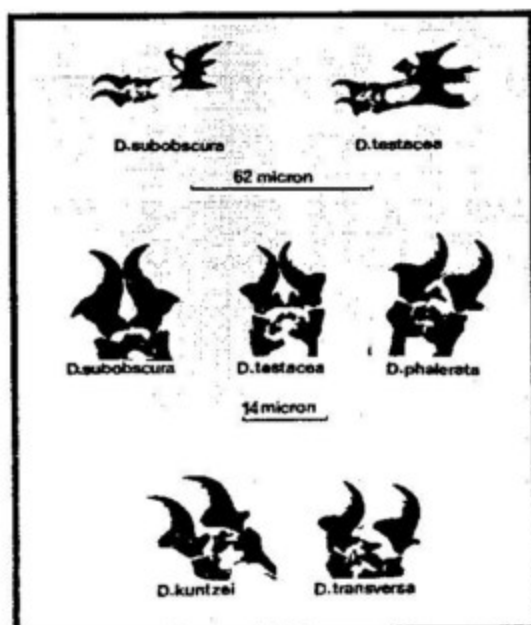 D.subobscura D.testacea
62 micron
D.subobscura D.testacea D.phalerata
14 micron
D.kuntzei D.transversa